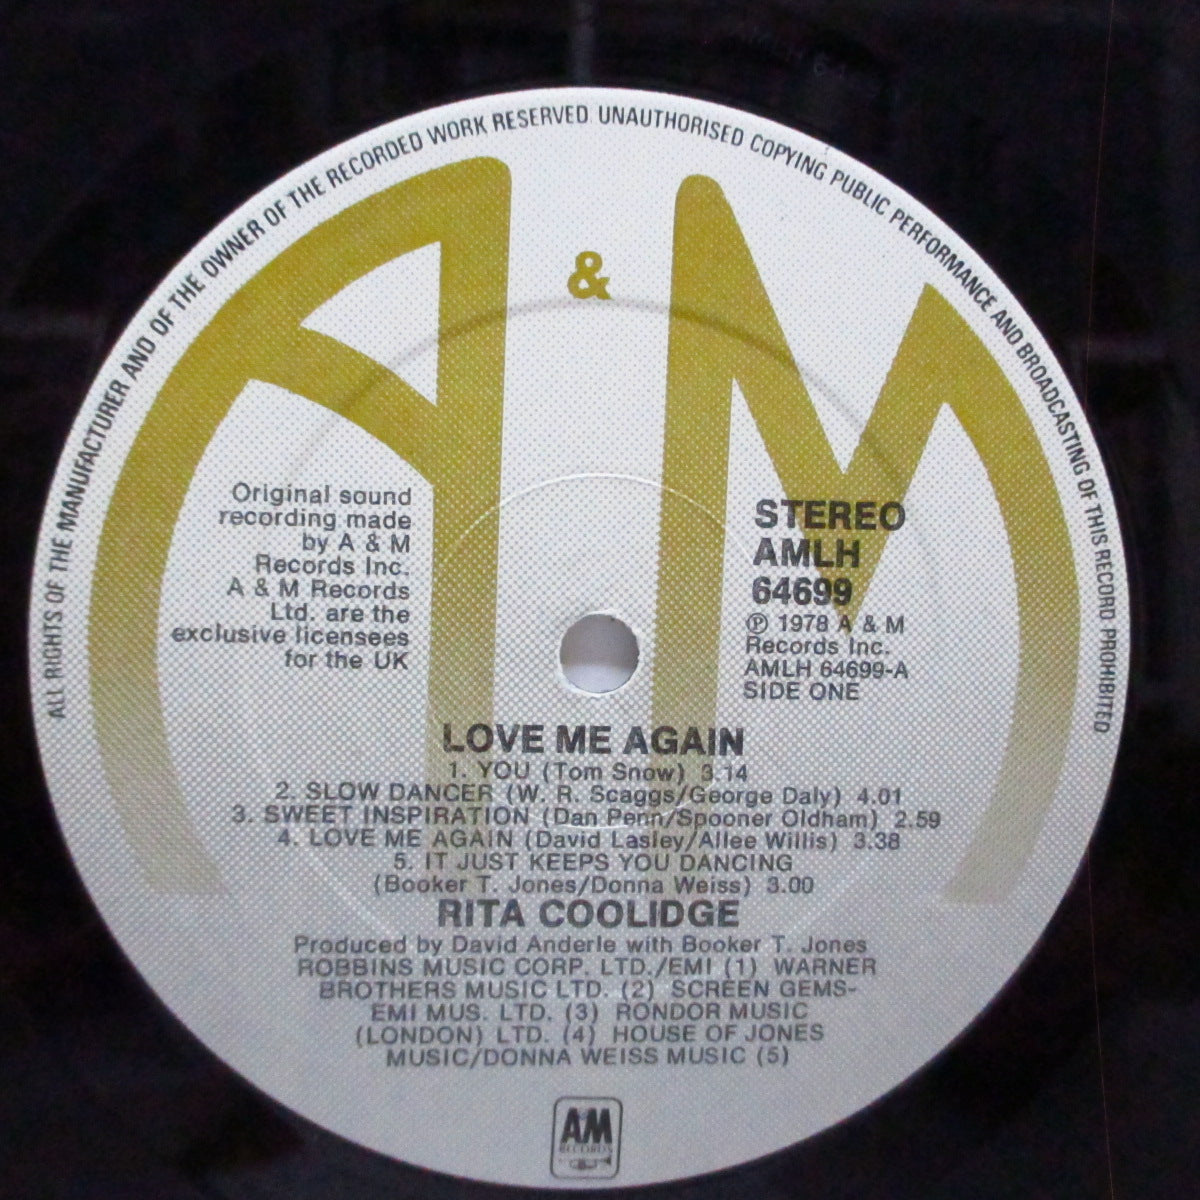 ALL RIGHTS OF THE MANUFACTURER AND OF THE OWNER OF THE RECORDED WORK RESERVED. UNAUTHORISED COPYING PUBLIC PERFORMANCE AND BROADCASTING OF THIS RECORD PROHIBITED
A & M
Original sound
recording made
by A & M
Records Inc.
A & M Records
Ltd. are the
exclusive licensees
for the UK
STEREO
AMLH
64699
℗ 1978 A & M
Records Inc.
AMLH 64699-A
SIDE ONE
LOVE ME AGAIN
1. YOU (Tom Snow) 3.14
2. SLOW DANCER (W. R. Scaggs/George Daly) 4.01
3. SWEET INSPIRATION (Dan Penn/Spooner Oldham) 2.59
4. LOVE ME AGAIN (David Lasley/Allee Willis) 3.38
5. IT JUST KEEPS YOU DANCING
(Booker T. Jones/Donna Weiss) 3.00
RITA COOLIDGE
Produced by David Anderle with Booker T. Jones
ROBBINS MUSIC CORP. LTD./EMI (1) WARNER
BROTHERS MUSIC LTD. (2) SCREEN GEMS-
EMI MUS. LTD. (3) RONDOR MUSIC
(LONDON) LTD. (4) HOUSE OF JONES
MUSIC/DONNA WEISS MUSIC (5)
AM
RECORDS